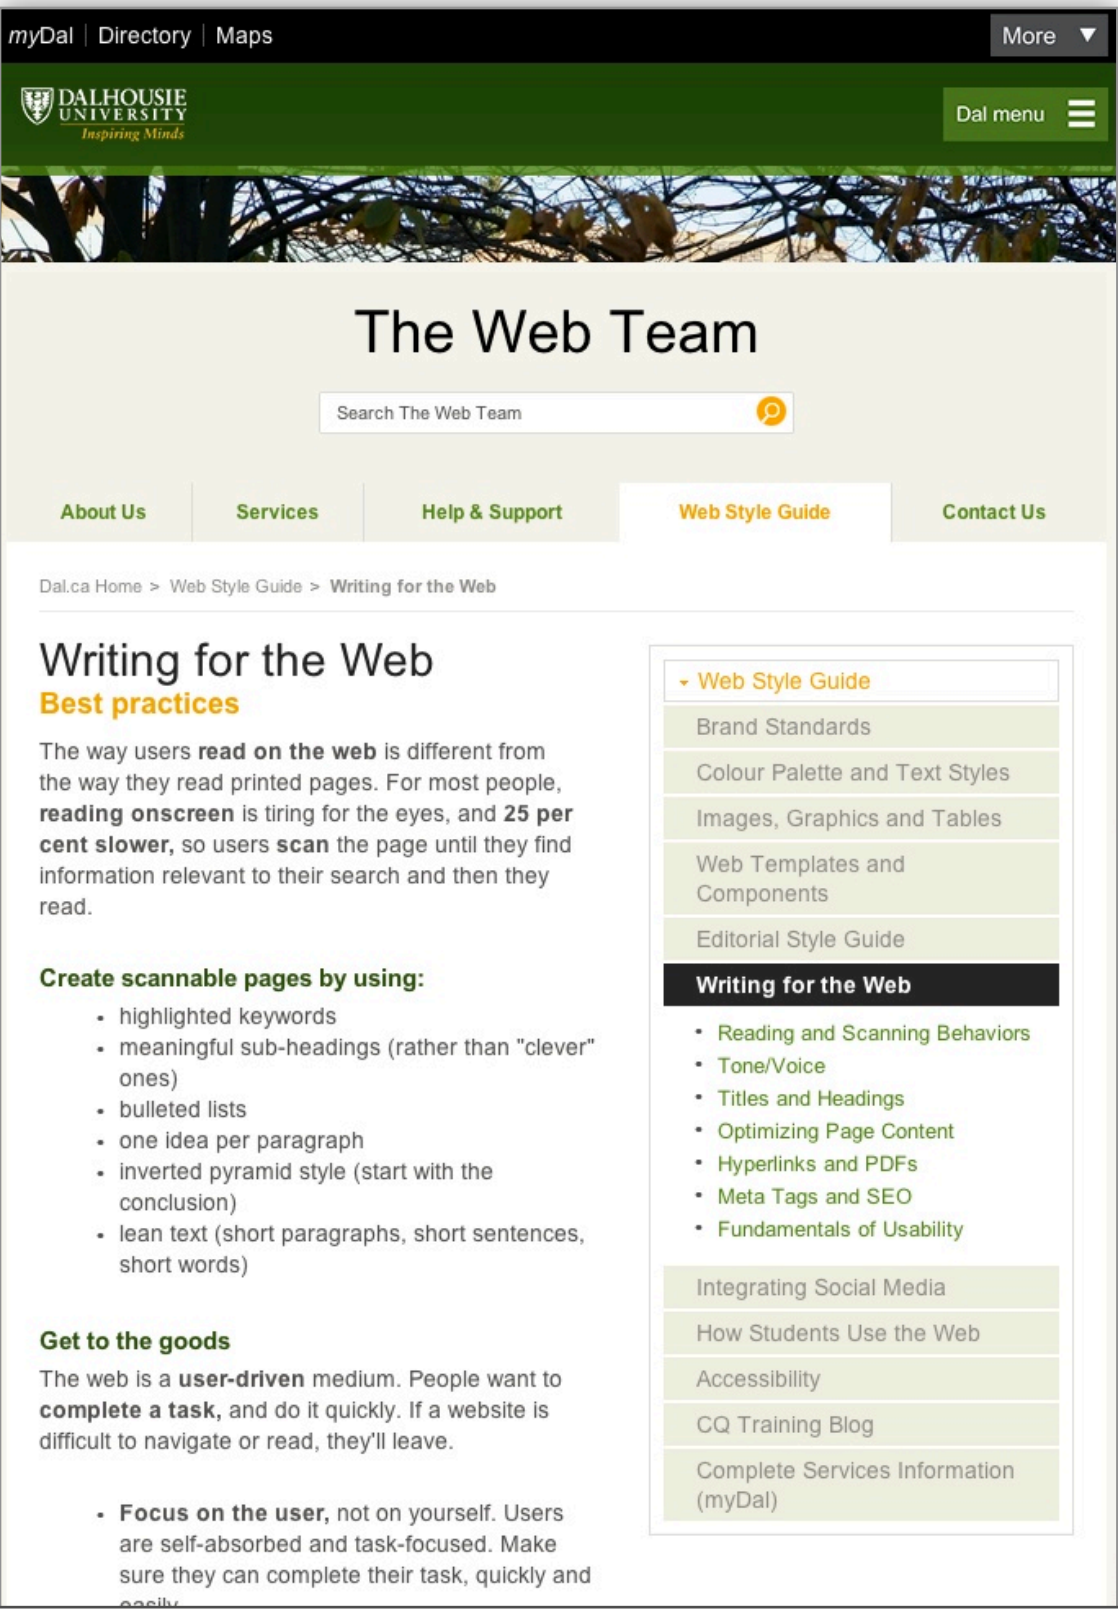 myDal | Directory | Maps
More ▼
DALHOUSIE
UNIVERSITY
Inspiring Minds
Dal menu
The Web Team
Search The Web Team
About Us
Services
Help & Support
Web Style Guide
Contact Us
Dal.ca Home > Web Style Guide > Writing for the Web
Writing for the Web
Best practices
The way users read on the web is different from
the way they read printed pages. For most people,
reading onscreen is tiring for the eyes, and 25 per
cent slower, so users scan the page until they find
information relevant to their search and then they
read.
Create scannable pages by using:
• highlighted keywords
• meaningful sub-headings (rather than "clever"
ones)
• bulleted lists
• one idea per paragraph
• inverted pyramid style (start with the
conclusion)
• lean text (short paragraphs, short sentences,
short words)
Get to the goods
The web is a user-driven medium. People want to
complete a task, and do it quickly. If a website is
difficult to navigate or read, they'll leave.
• Focus on the user, not on yourself. Users
are self-absorbed and task-focused. Make
sure they can complete their task, quickly and
easily
Web Style Guide
Brand Standards
Colour Palette and Text Styles
Images, Graphics and Tables
Web Templates and
Components
Editorial Style Guide
Writing for the Web
• Reading and Scanning Behaviors
• Tone/Voice
• Titles and Headings
• Optimizing Page Content
• Hyperlinks and PDFs
• Meta Tags and SEO
• Fundamentals of Usability
Integrating Social Media
How Students Use the Web
Accessibility
CQ Training Blog
Complete Services Information
(myDal)